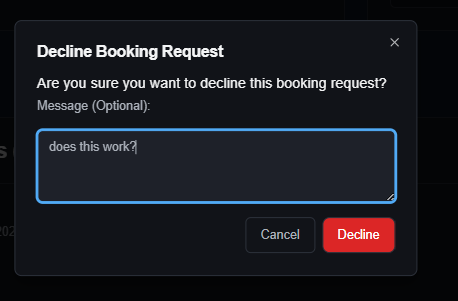 Decline Booking Request
Are you sure you want to decline this booking request?
Message (Optional):
does this work?
Cancel
Decline